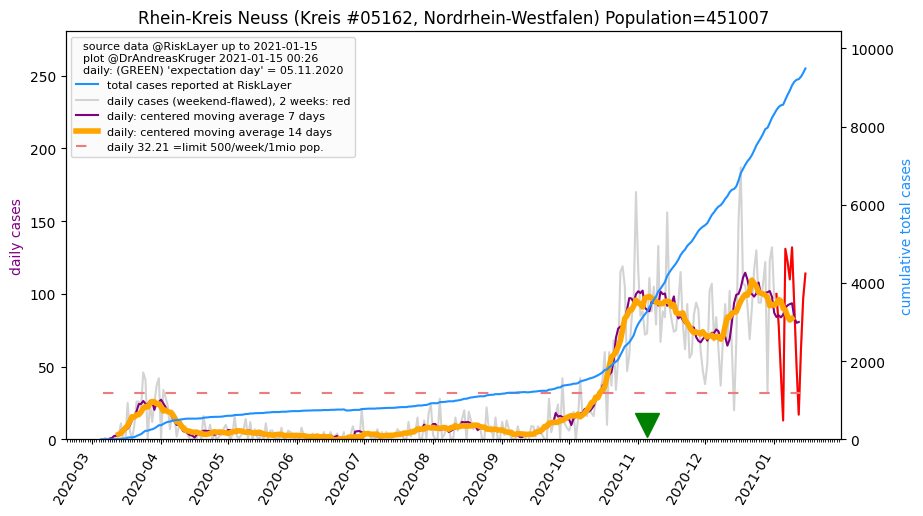 Rhein-Kreis Neuss (Kreis #05162, Nordrhein-Westfalen) Population=451007
source data @RiskLayer up to 2021-01-15
plot @DrAndreasKruger 2021-01-15 00:26
daily: (GREEN) 'expectation day' = 05.11.2020
total cases reported at RiskLayer
daily cases (weekend-flawed), 2 weeks: red
daily: centered moving average 7 days
daily: centered moving average 14 days
daily 32.21 =limit 500/week/1mio pop.
daily cases
250
200
150
100
50
0
cumulative total cases
10000
8000
6000
4000
2000
0
2020-03
2020-04
2020-05
2020-06
2020-07
2020-08
2020-09
2020-10
2020-11
2020-12
2021-01